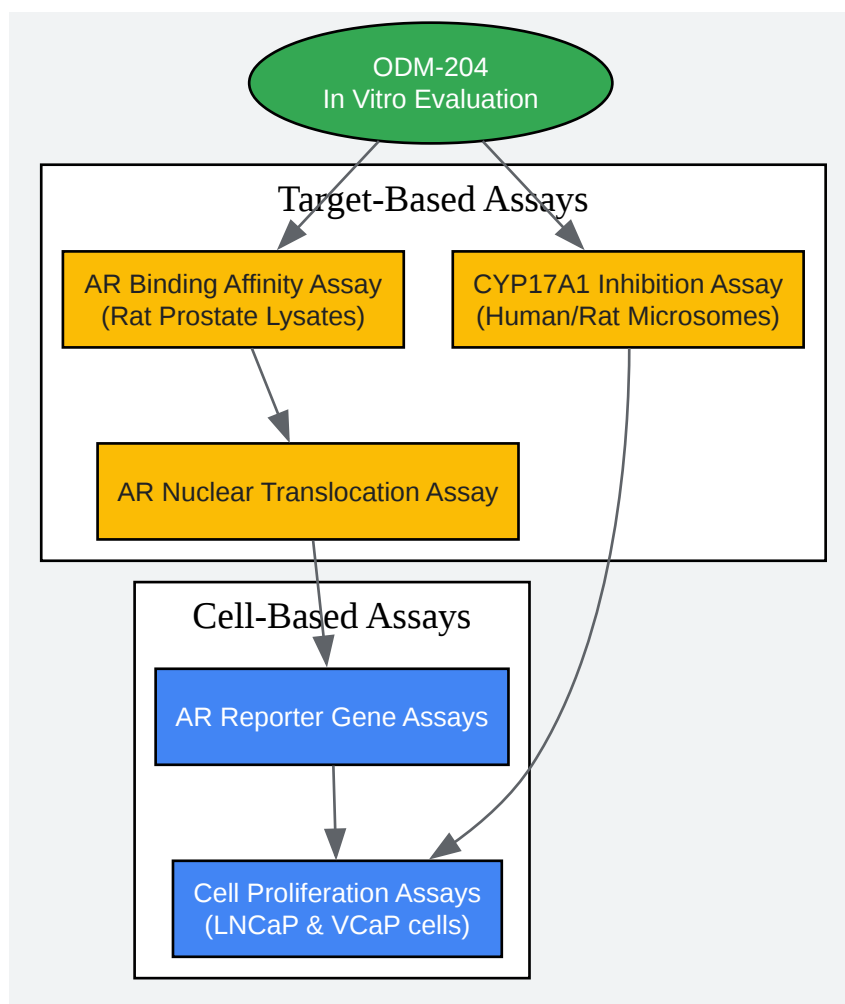 ODM-204
In Vitro Evaluation
Target-Based Assays
AR Binding Affinity Assay
(Rat Prostate Lysates)
CYP17A1 Inhibition Assay
(Human/Rat Microsomes)
AR Nuclear Translocation Assay
Cell-Based Assays
AR Reporter Gene Assays
Cell Proliferation Assays
(LNCaP & VCaP cells)